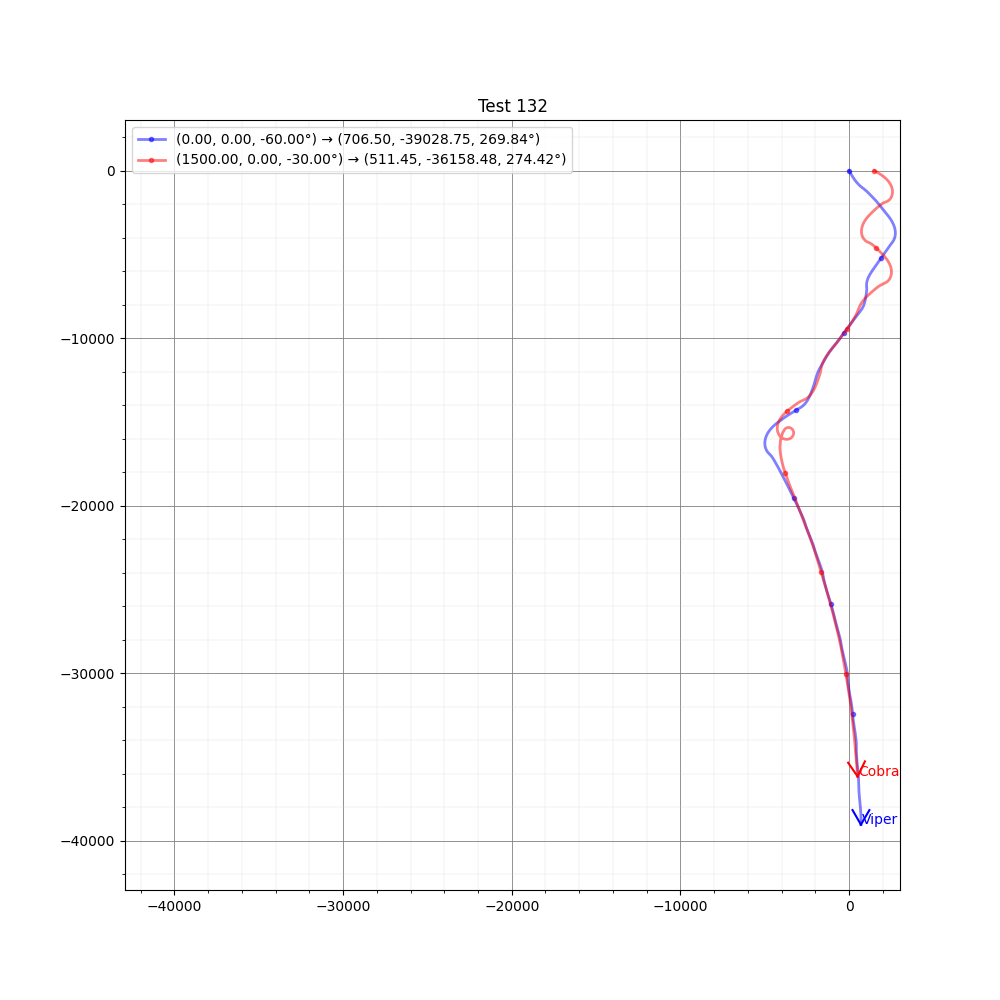 Test 132
(0.00, 0.00, -60.00°) → (706.50, -39028.75, 269.84°)
(1500.00, 0.00, -30.00°) → (511.45, -36158.48, 274.42°)
0
−10000
−20000
−30000
−40000
Cobra
Viper
−40000 −30000 −20000 −10000 0